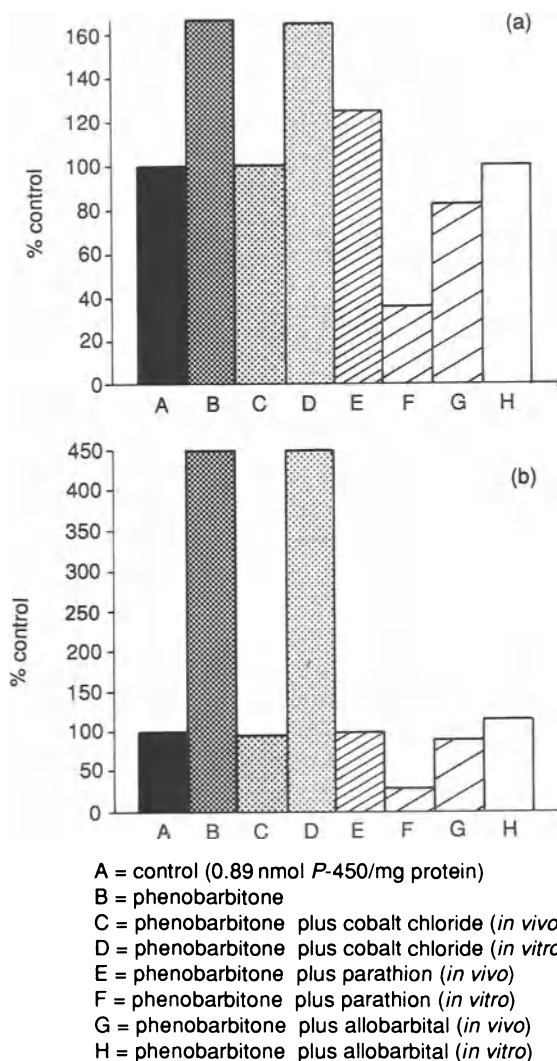 (a)
% control
160
140
120
100
80
60
40
20
0
A B C D E F G H
(b)
% control
450
400
350
300
250
200
150
100
50
0
A B C D E F G H
A = control (0.89 nmol P-450/mg protein)
B = phenobarbitone
C = phenobarbitone plus cobalt chloride (in vivo
D = phenobarbitone plus cobalt chloride (in vitro
E = phenobarbitone plus parathion (in vivo)
F = phenobarbitone plus parathion (in vitro)
G = phenobarbitone plus allobarbital (in vivo)
H = phenobarbitone plus allobarbital (in vitro)